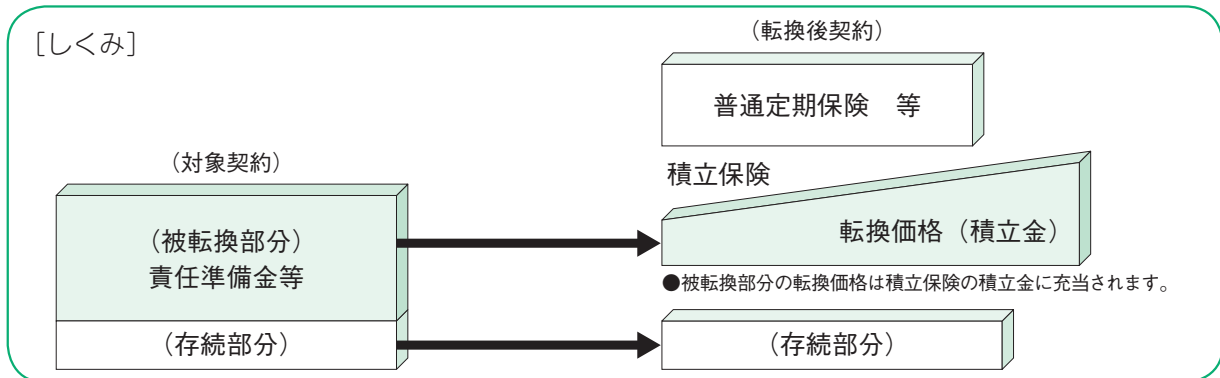 [しくみ]
（転換後契約）
普通定期保険　等
（対象契約）
積立保険
（被転換部分）
責任準備金等
転換価格（積立金）
●被転換部分の転換価格は積立保険の積立金に充当されます。
（存続部分）
（存続部分）